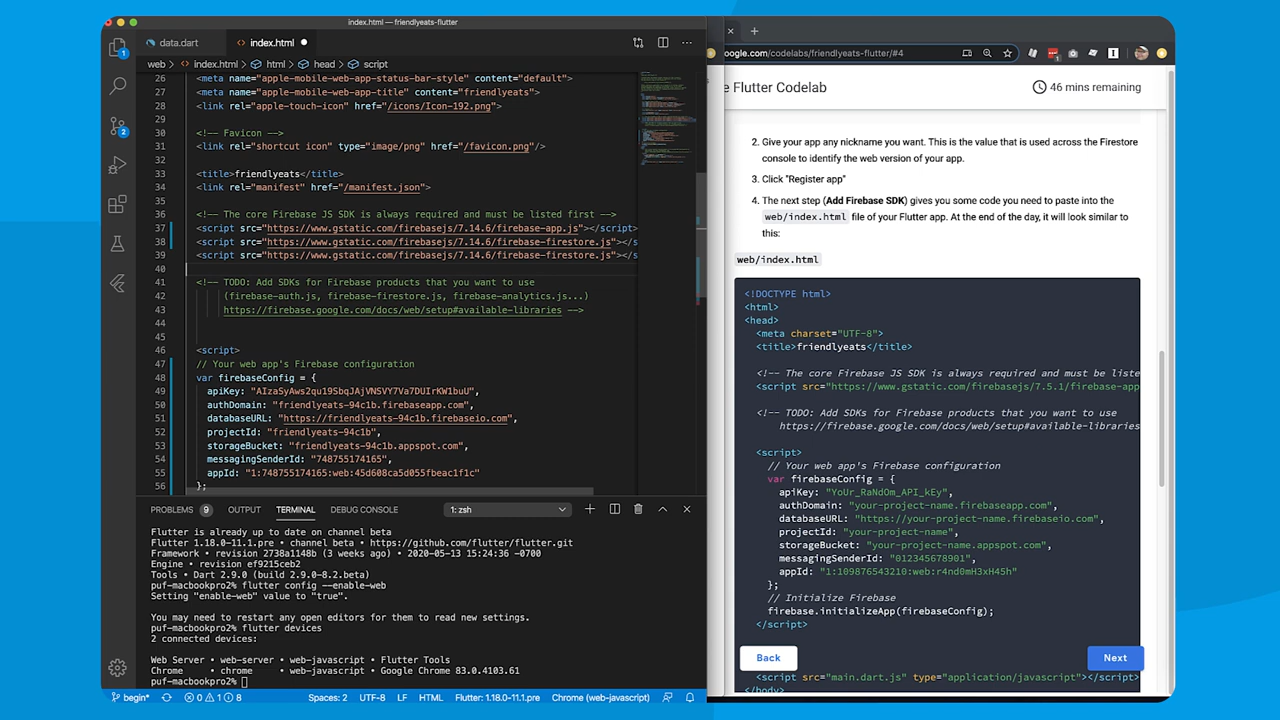 index.html — friendlyeats-flutter
data.dart
index.html
web > index.html > html > head > script
26 <meta name="apple-mobile-web-app-status-bar-style" content="default">
27 <meta name="apple-mobile-web-app-title" content="friendlyeats">
28 <link rel="apple-touch-icon" href="/icons/Icon-192.png">
29
30 <!-- Favicon -->
31 <link rel="shortcut icon" type="image/png" href="/favicon.png"/>
32
33 <title>friendlyeats</title>
34 <link rel="manifest" href="/manifest.json">
35
36 <!-- The core Firebase JS SDK is always required and must be listed first -->
37 <script src="https://www.gstatic.com/firebasejs/7.14.6/firebase-app.js"></script>
38 <script src="https://www.gstatic.com/firebasejs/7.14.6/firebase-firestore.js"></s
39 <script src="https://www.gstatic.com/firebasejs/7.14.6/firebase-firestore.js"></s
40
41 <!-- TODO: Add SDKs for Firebase products that you want to use
42 (firebase-auth.js, firebase-firestore.js, firebase-analytics.js...)
43 https://firebase.google.com/docs/web/setup#available-libraries -->
44
45
46 <script>
47 // Your web app's Firebase configuration
48 var firebaseConfig = {
49 apiKey: "AIzaSyAws2qu19SbqJAjVNSVY7Va7DUIrKW1buU",
50 authDomain: "friendlyeats-94c1b.firebaseapp.com",
51 databaseURL: "https://friendlyeats-94c1b.firebaseio.com",
52 projectId: "friendlyeats-94c1b",
53 storageBucket: "friendlyeats-94c1b.appspot.com",
54 messagingSenderId: "748755174165",
55 appId: "1:748755174165:web:45d608ca5d055fbeac1f1c"
56 };
PROBLEMS 9 OUTPUT TERMINAL DEBUG CONSOLE 1: zsh
Flutter is already up to date on channel beta
Flutter 1.18.0-11.1.pre • channel beta • https://github.com/flutter/flutter.git
Framework • revision 2738a1148b (3 weeks ago) • 2020-05-13 15:24:36 -0700
Engine • revision ef9215ceb2
Tools • Dart 2.9.0 (build 2.9.0-8.2.beta)
puf-macbookpro2% flutter config --enable-web
Setting "enable-web" value to "true".
You may need to restart any open editors for them to read new settings.
puf-macbookpro2% flutter devices
2 connected devices:
Web Server • web-server • web-javascript • Flutter Tools
Chrome • chrome • web-javascript • Google Chrome 83.0.4103.61
puf-macbookpro2%
begin* 0 1 8 Spaces: 2 UTF-8 LF HTML Flutter: 1.18.0-11.1.pre Chrome (web-javascript)
1
2
oogle.com/codelabs/friendlyeats-flutter/#4
e Flutter Codelab
46 mins remaining
2. Give your app any nickname you want. This is the value that is used across the Firestore
console to identify the web version of your app.
3. Click "Register app"
4. The next step (Add Firebase SDK) gives you some code you need to paste into the
web/index.html file of your Flutter app. At the end of the day, it will look similar to
this:
web/index.html
<!DOCTYPE html>
<html>
<head>
<meta charset="UTF-8">
<title>friendlyeats</title>
<!-- The core Firebase JS SDK is always required and must be liste
<script src="https://www.gstatic.com/firebasejs/7.5.1/firebase-app
<!-- TODO: Add SDKs for Firebase products that you want to use
https://firebase.google.com/docs/web/setup#available-libraries
<script>
// Your web app's Firebase configuration
var firebaseConfig = {
apiKey: "YoUr_RaNdOm_API_kEy",
authDomain: "your-project-name.firebaseapp.com",
databaseURL: "https://your-project-name.firebaseio.com",
projectId: "your-project-name",
storageBucket: "your-project-name.appspot.com",
messagingSenderId: "012345678901",
appId: "1:109876543210:web:r4nd0mH3xH45h"
};
// Initialize Firebase
firebase.initializeApp(firebaseConfig);
</script>
Back
Next
<script src="main.dart.js" type="application/javascript"></script>
</body>